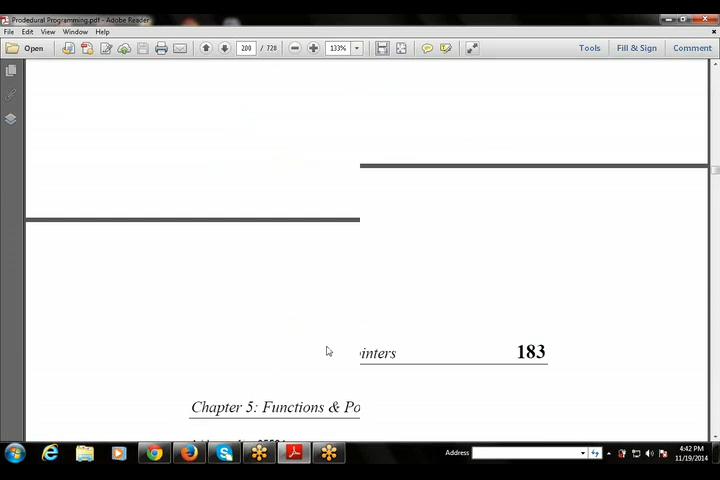 Prodedural Programming.pdf - Adobe Reader
File Edit View Window Help
Open 200 / 728 133% Tools Fill & Sign Comment
ointers 183
Chapter 5: Functions & Po
Address
4:42 PM
11/19/2014